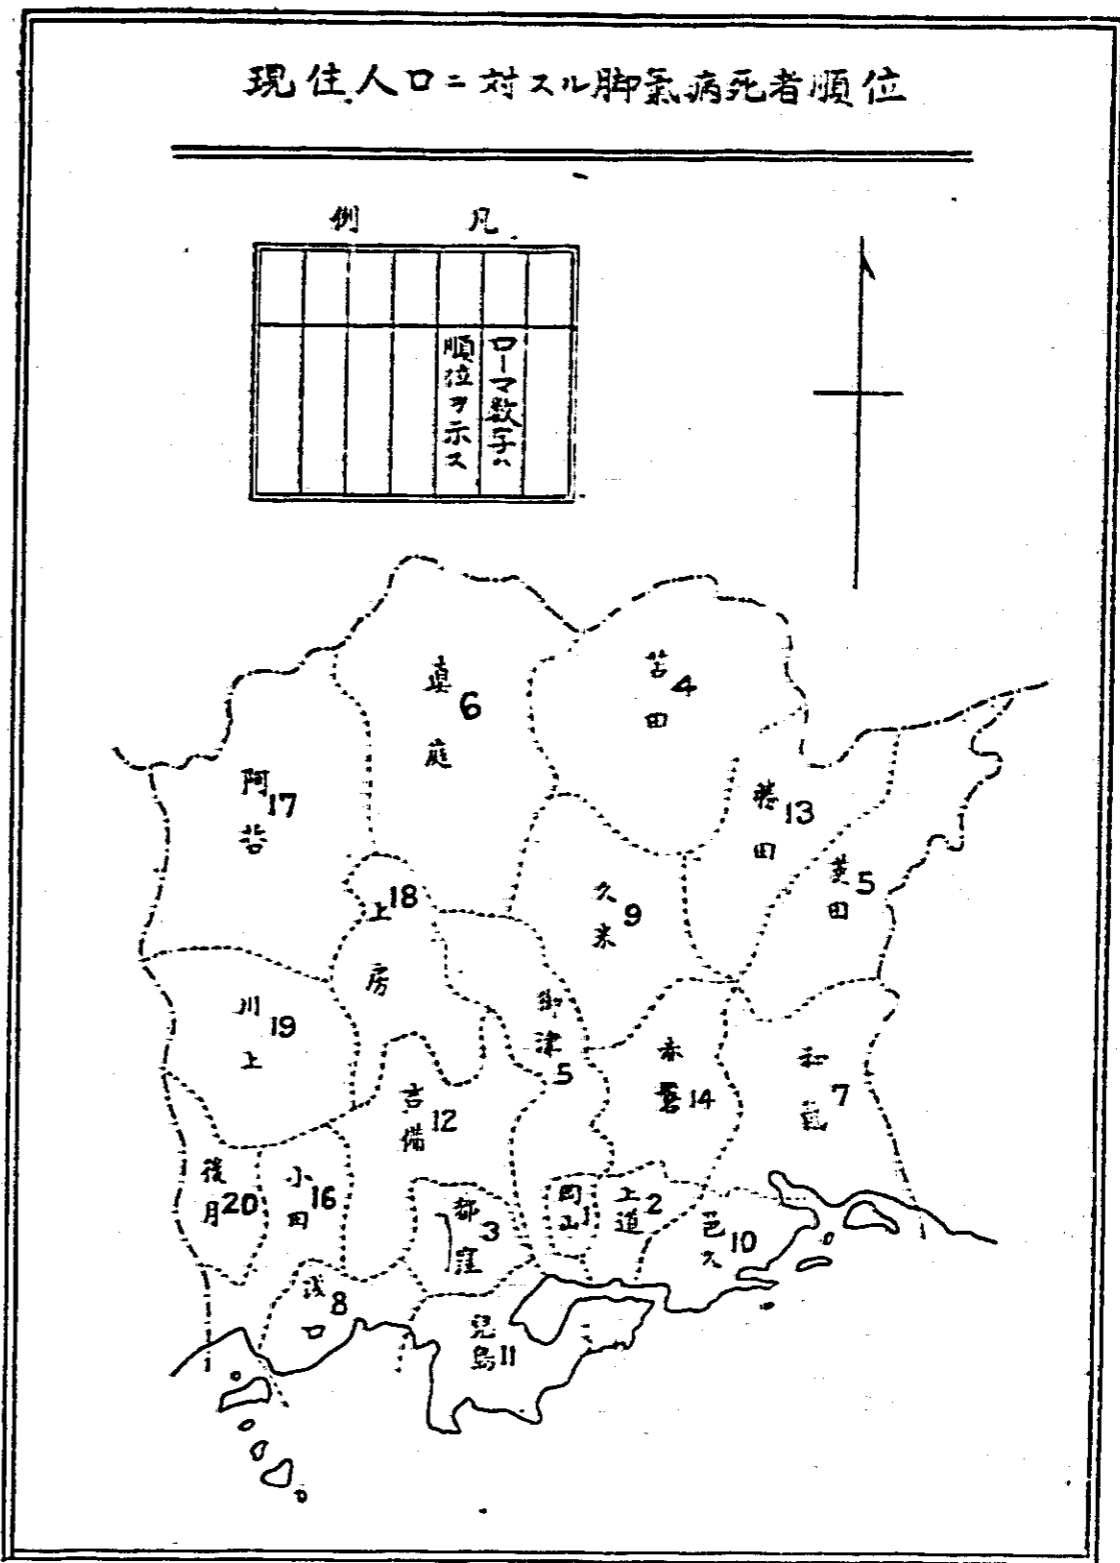 現住人口ニ対スル脚氣病死者順位
凡例
ローマ数字ハ
順位ヲ示ス
真庭 6
苫田 4
阿哲 17
勝田 13
英田 5
上房 18
久米 9
川上 19
御津 5
赤磐 14
和氣 7
吉備 12
後月 20
小田 16
都窪 3
岡山 1
上道 2
邑久 10
浅口 8
兒島 11